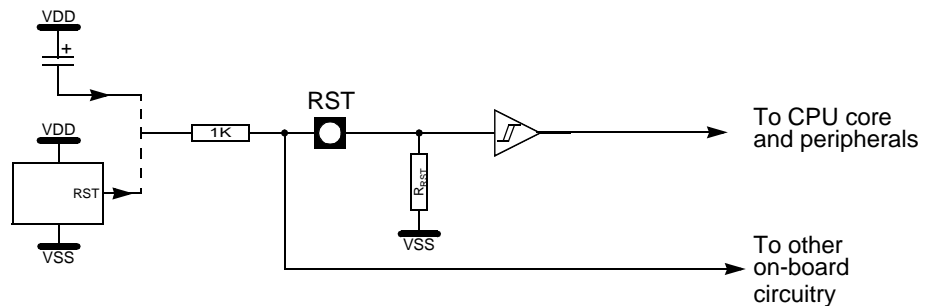 VDD
+
RST
To CPU core
and peripherals
1K
VDD
RST
RRST
VSS
VSS
To other
on-board
circuitry